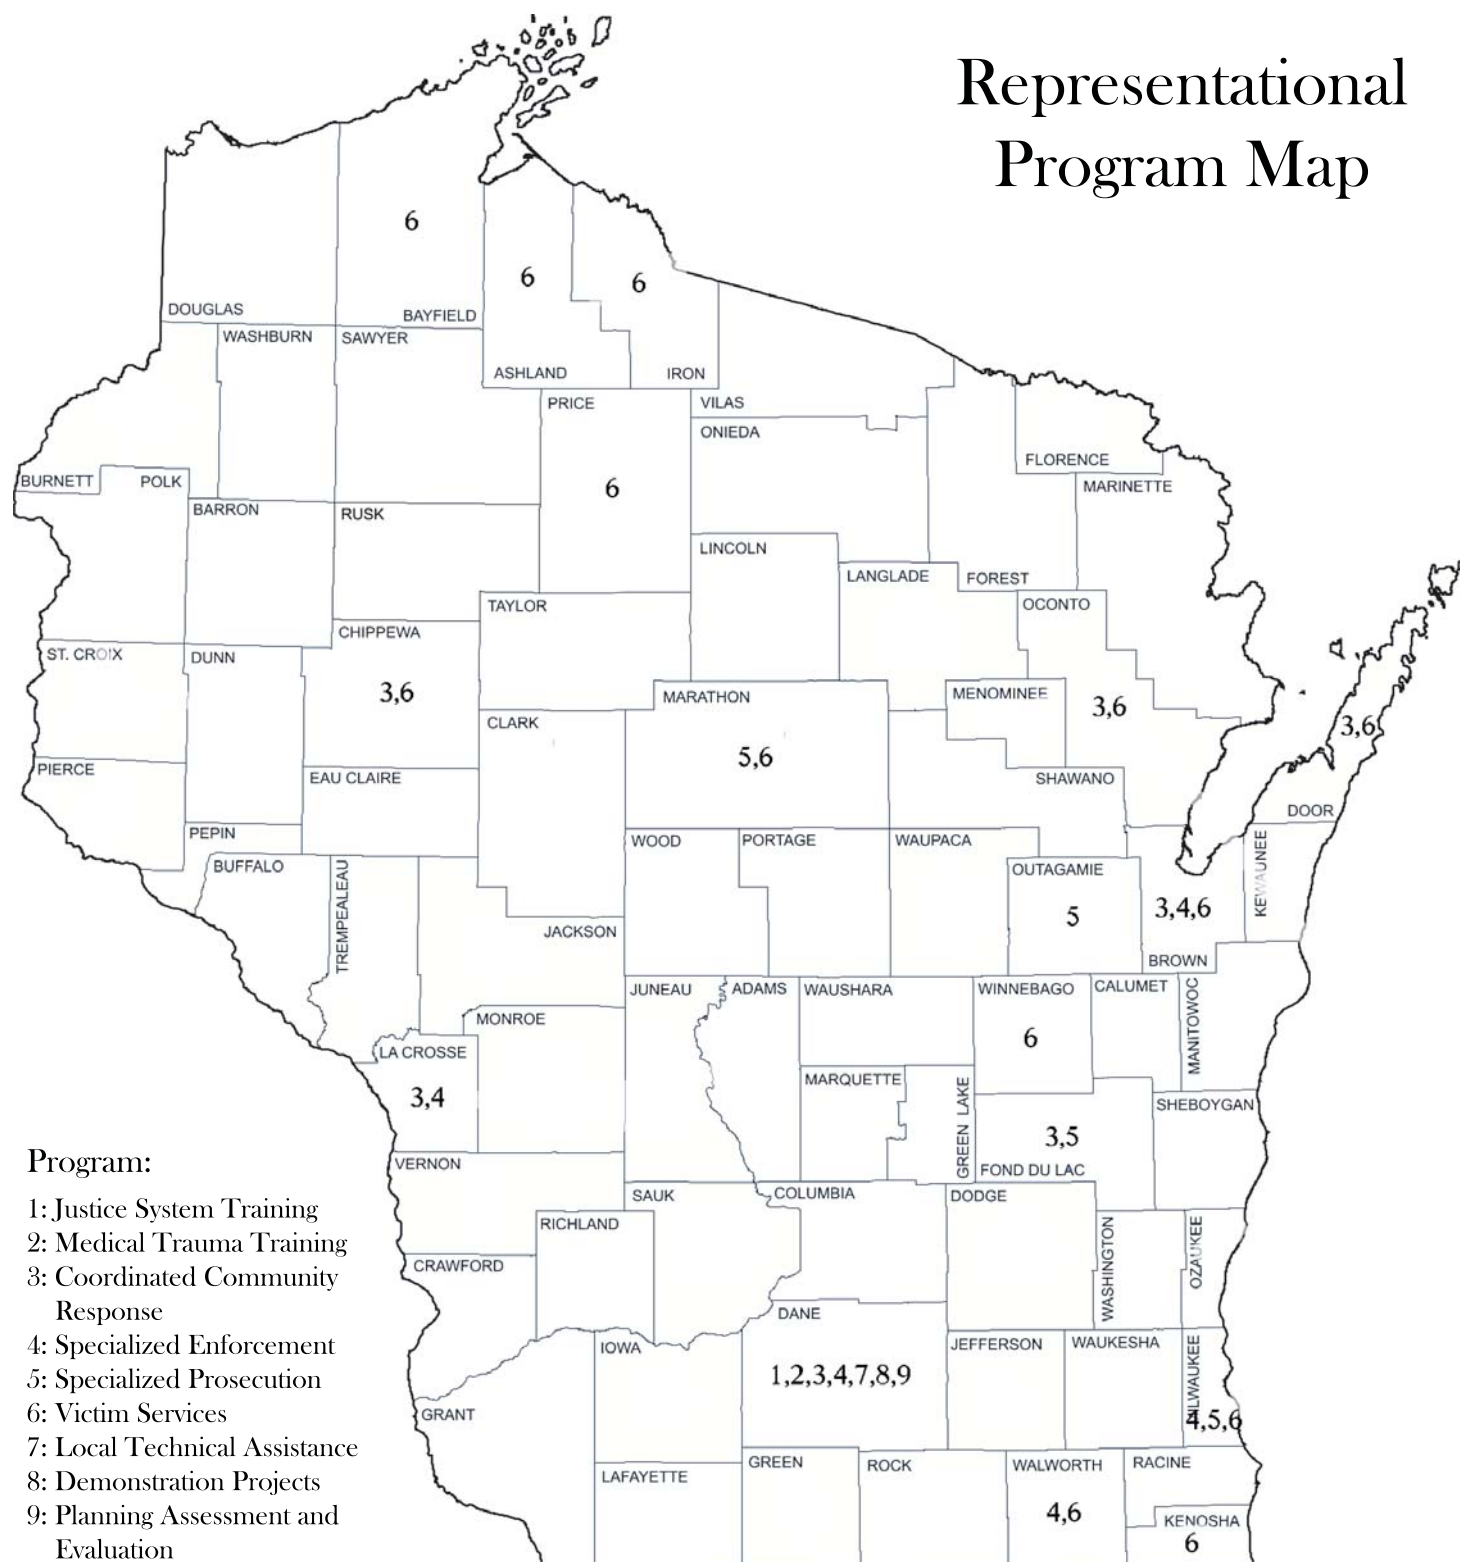 Representational
Program Map
6
6
6
DOUGLAS
BAYFIELD
WASHBURN
SAWYER
ASHLAND
IRON
PRICE
VILAS
ONIEDA
FLORENCE
BURNETT
POLK
MARINETTE
6
BARRON
RUSK
LINCOLN
LANGLADE
FOREST
TAYLOR
OCONTO
CHIPPEWA
ST. CROIX
DUNN
3,6
MARATHON
MENOMINEE
3,6
CLARK
3,6
5,6
PIERCE
EAU CLAIRE
SHAWANO
DOOR
PEPIN
WOOD
PORTAGE
WAUPACA
BUFFALO
TREMPEALEAU
OUTAGAMIE
KEWAUNEE
5
3,4,6
JACKSON
BROWN
JUNEAU
ADAMS
WAUSHARA
WINNEBAGO
CALUMET
MANITOWOC
MONROE
6
LA CROSSE
MARQUETTE
3,4
GREEN LAKE
SHEBOYGAN
3,5
FOND DU LAC
VERNON
SAUK
COLUMBIA
DODGE
RICHLAND
WASHINGTON
OZAUKEE
CRAWFORD
DANE
IOWA
JEFFERSON
WAUKESHA
MILWAUKEE
1,2,3,4,7,8,9
GRANT
4,5,6
GREEN
ROCK
WALWORTH
RACINE
LAFAYETTE
4,6
KENOSHA
6
Program:
1: Justice System Training
2: Medical Trauma Training
3: Coordinated Community
Response
4: Specialized Enforcement
5: Specialized Prosecution
6: Victim Services
7: Local Technical Assistance
8: Demonstration Projects
9: Planning Assessment and
Evaluation